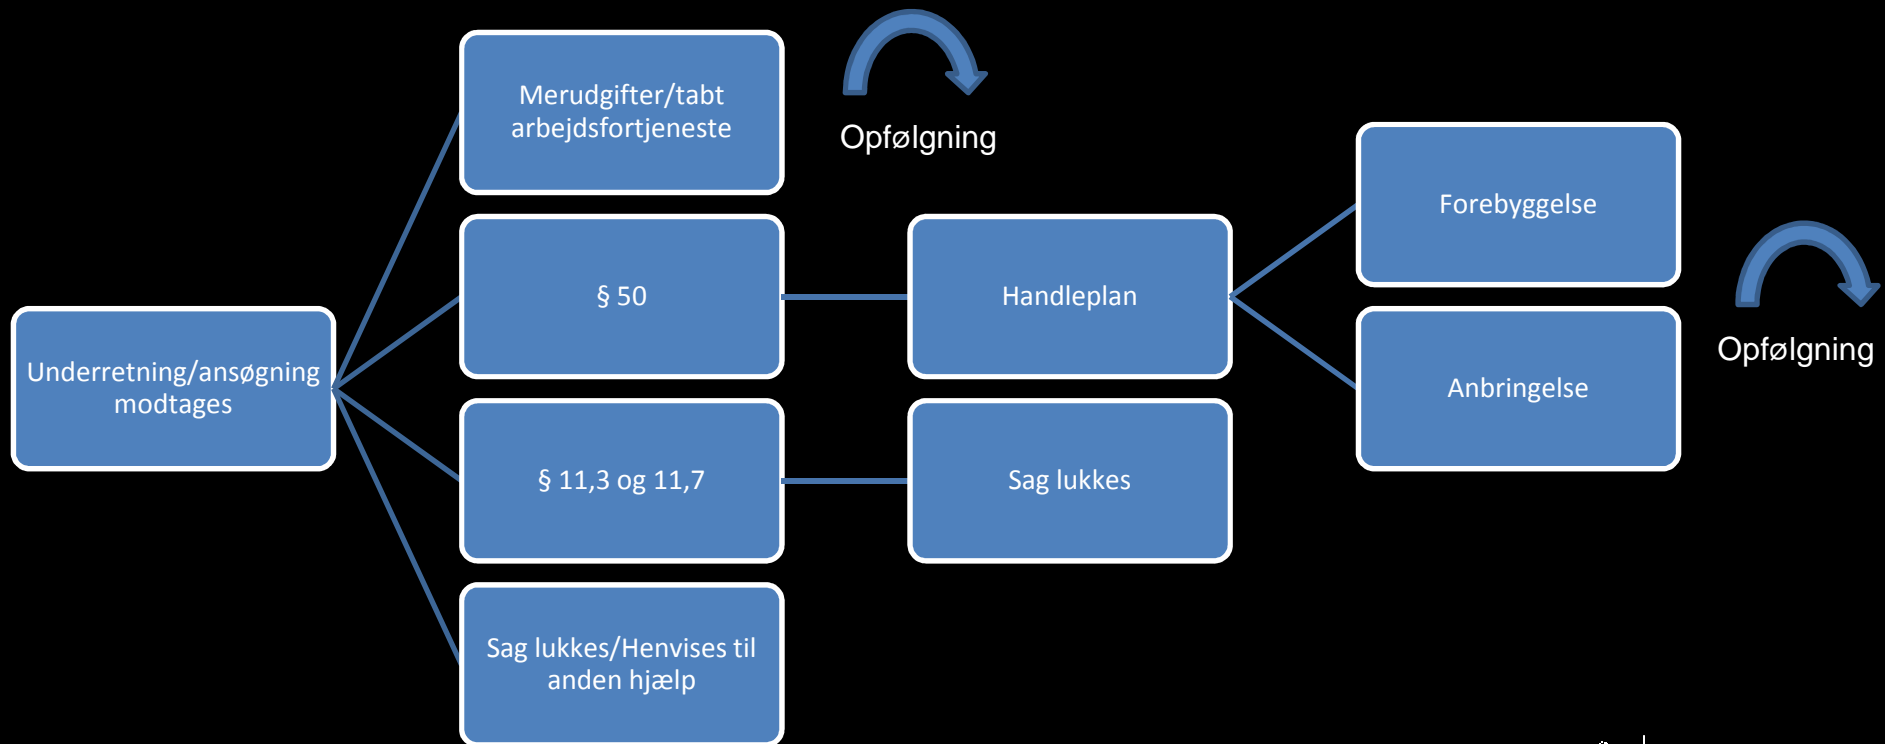 Merudgifter/tabt
arbejdsfortjeneste
Opfølgning
Forebyggelse
§ 50
Handleplan
Underretning/ansøgning
modtages
Opfølgning
Anbringelse
§ 11,3 og 11,7
Sag lukkes
Sag lukkes/Henvises til
anden hjælp